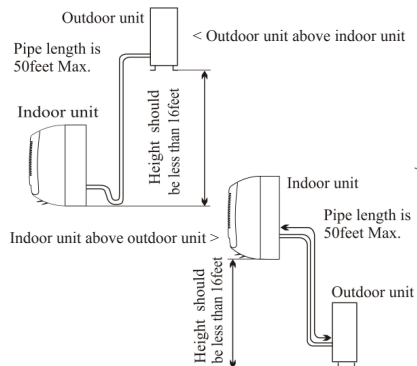 Outdoor unit
< Outdoor unit above indoor unit
Pipe length is
50feet Max.
Indoor unit
Height should
be less than 16feet
Indoor unit
Pipe length is
50feet Max.
Indoor unit above outdoor unit >
Outdoor unit
Height should
be less than 16feet